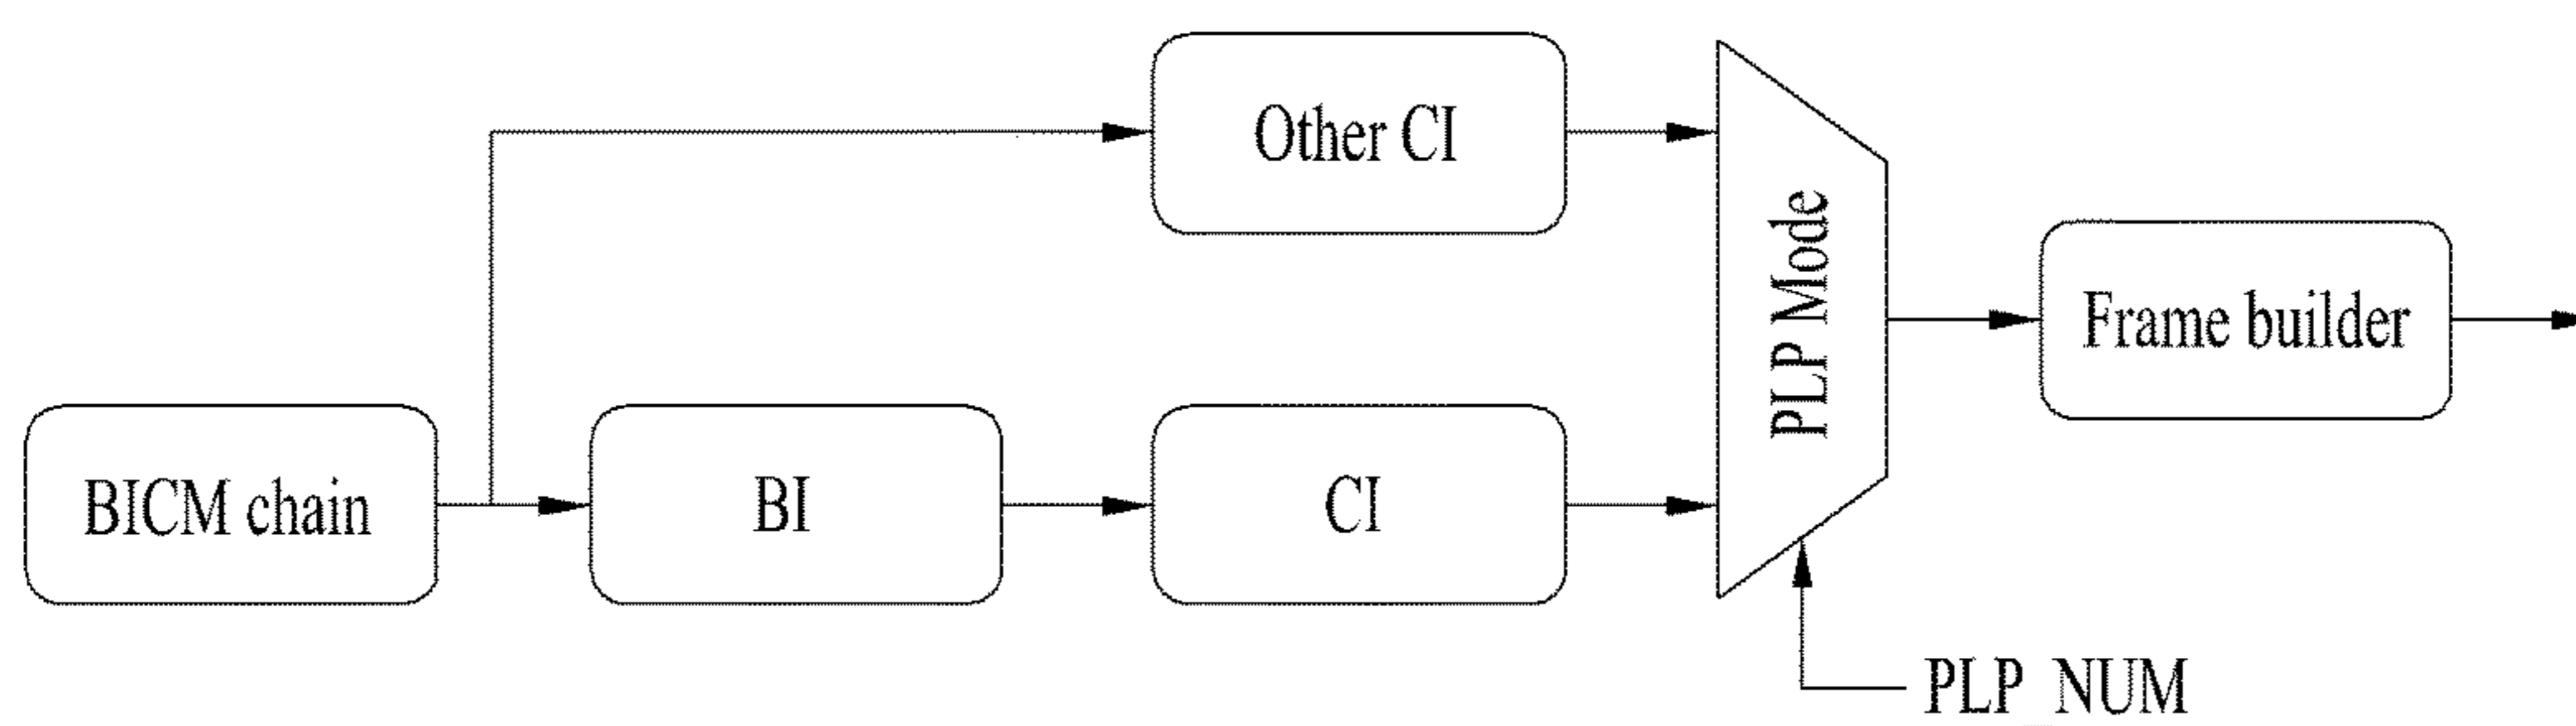 Other CI
PLP Mode
Frame builder
BICM chain
BI
CI
PLP_NUM